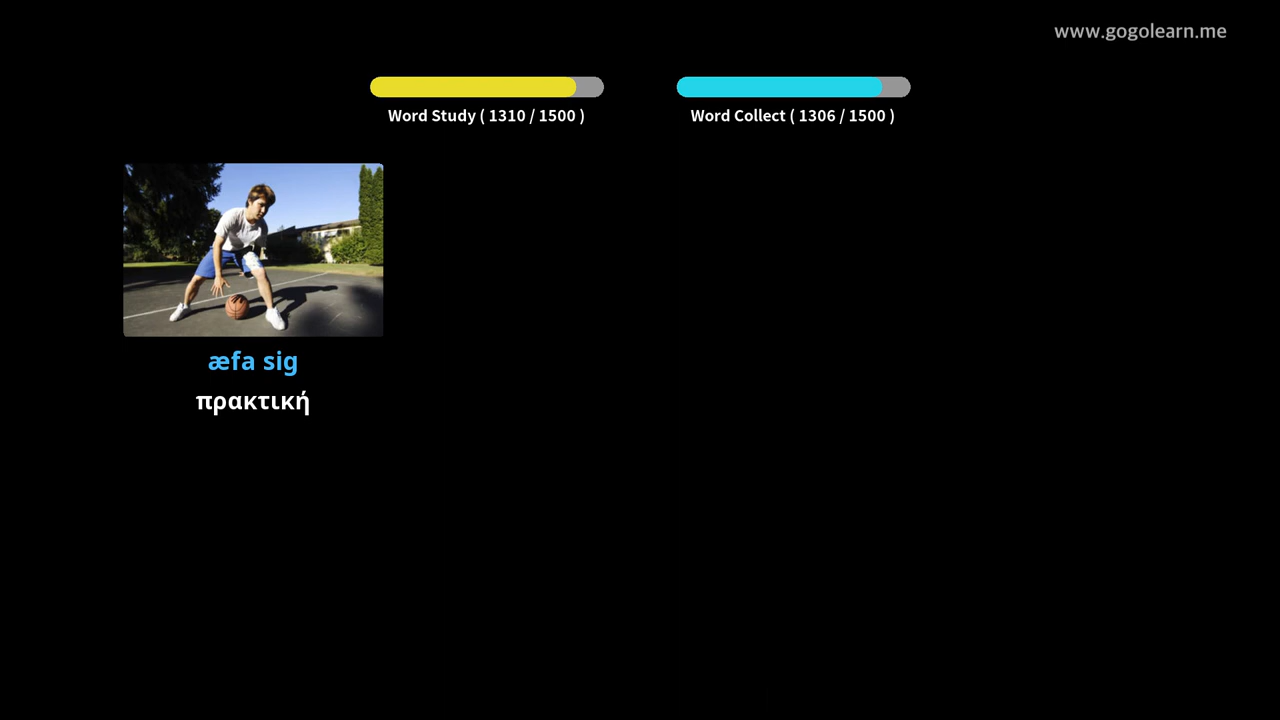 www.gogolearn.me
Word Study ( 1310 / 1500 )
Word Collect ( 1306 / 1500 )
æfa sig
πρακτική